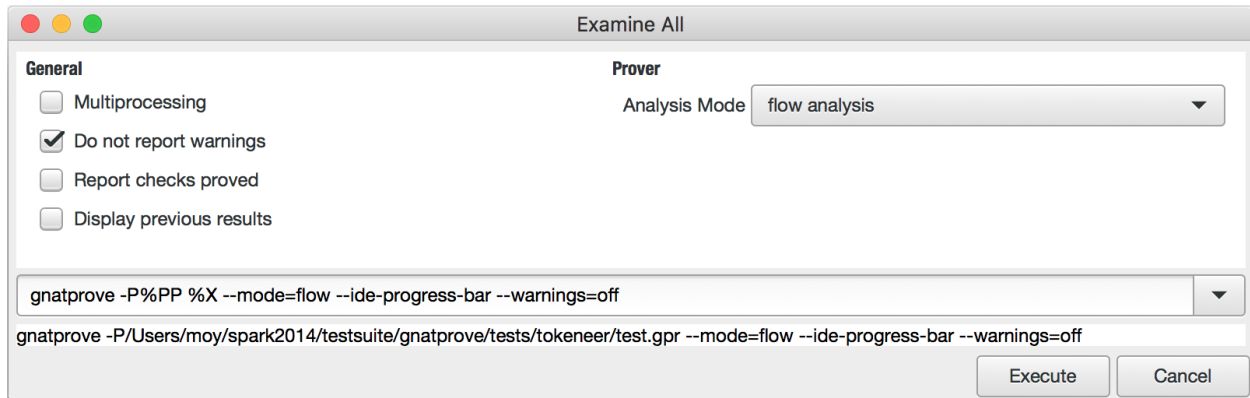 Examine All
General
Multiprocessing
Do not report warnings
Report checks proved
Display previous results
Prover
Analysis Mode flow analysis
gnatprove -P%PP %X --mode=flow --ide-progress-bar --warnings=off
gnatprove -P/Users/moy/spark2014/testsuite/gnatprove/tests/tokeneer/test.gpr --mode=flow --ide-progress-bar --warnings=off
Execute Cancel